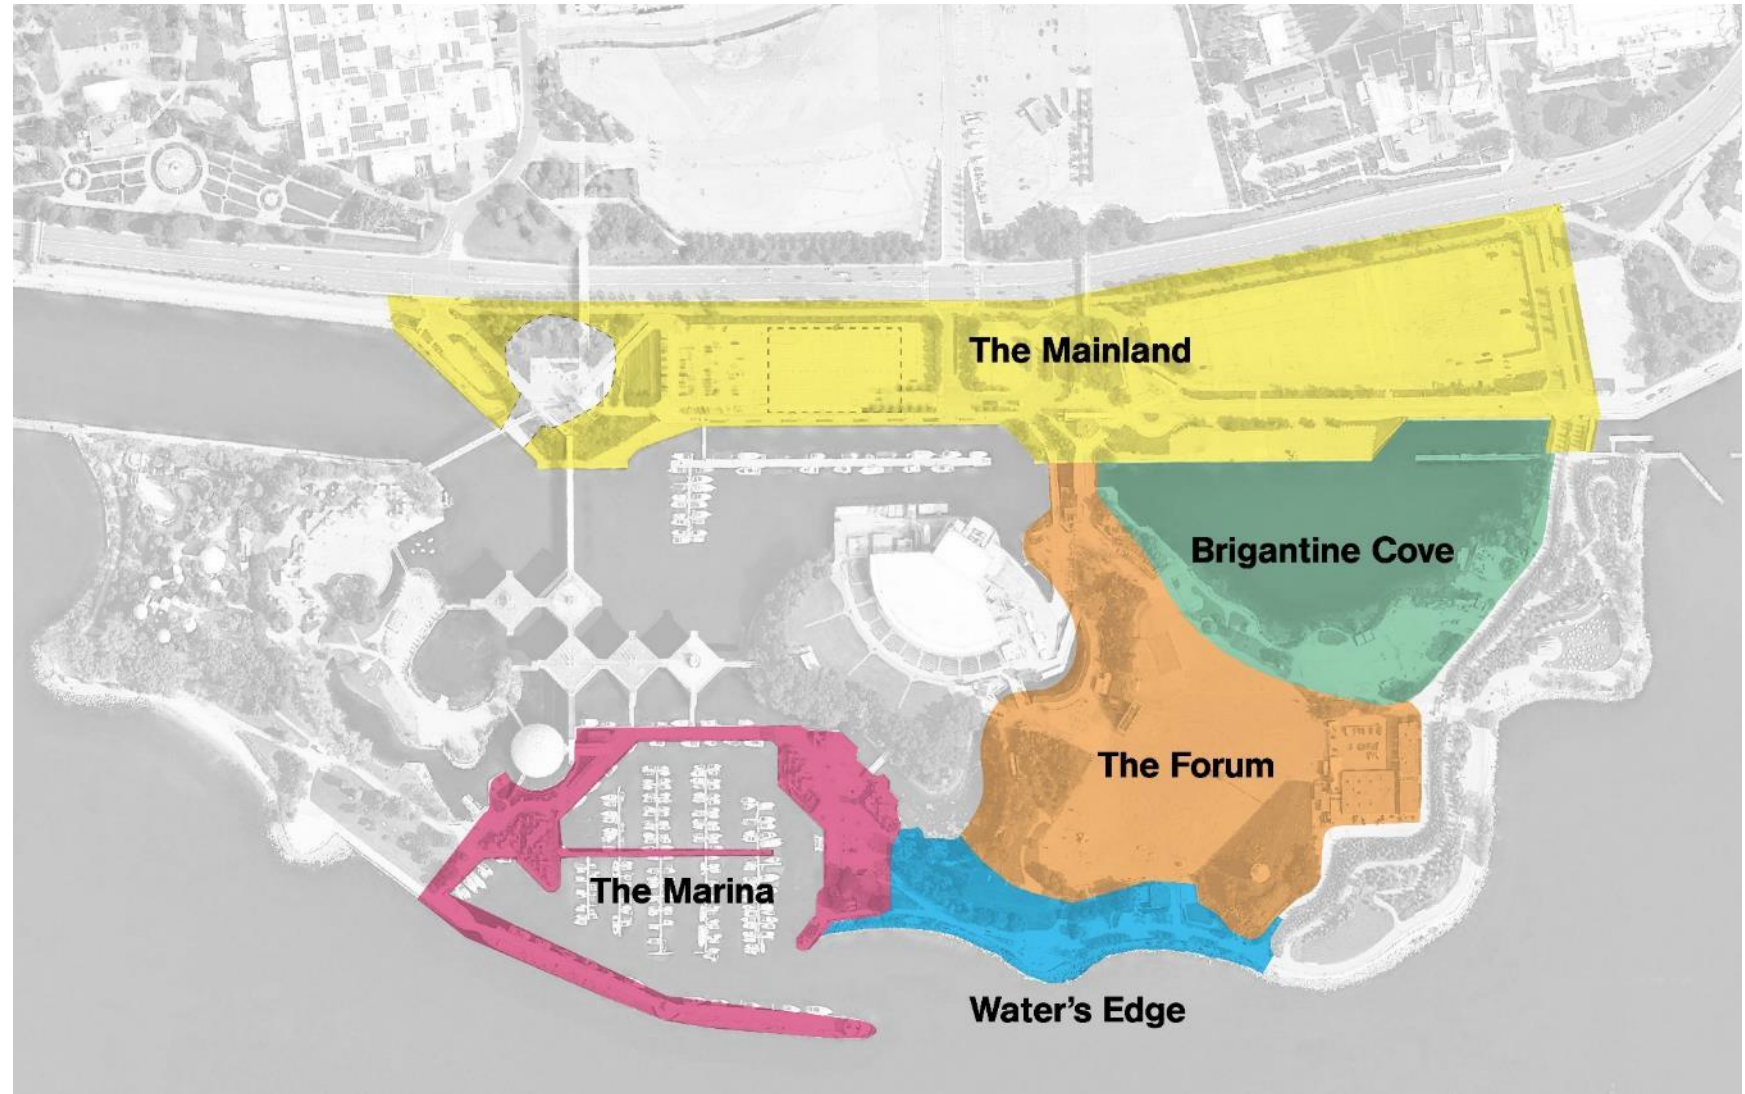 The Mainland
Brigantine Cove
The Forum
The Marina
Water's Edge